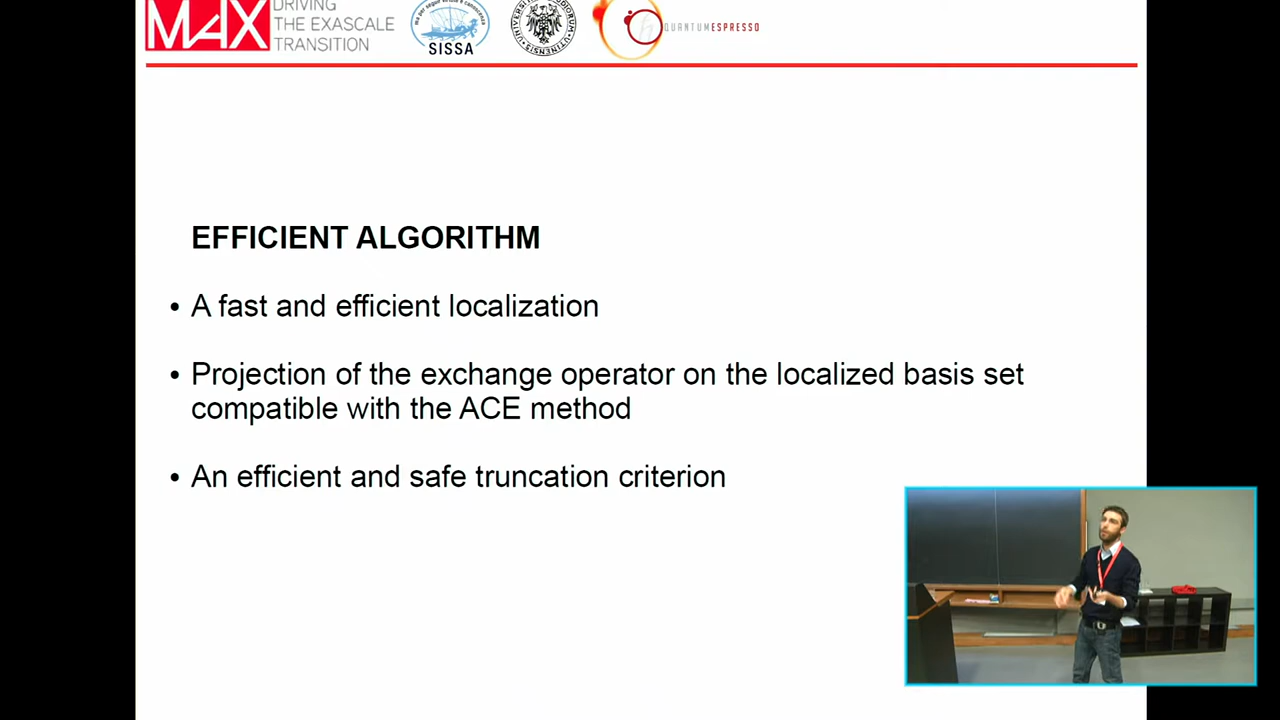 MAX
DRIVING
THE EXASCALE
TRANSITION
SISSA
QUANTUMESPRESSO
EFFICIENT ALGORITHM
• A fast and efficient localization
• Projection of the exchange operator on the localized basis set
compatible with the ACE method
• An efficient and safe truncation criterion